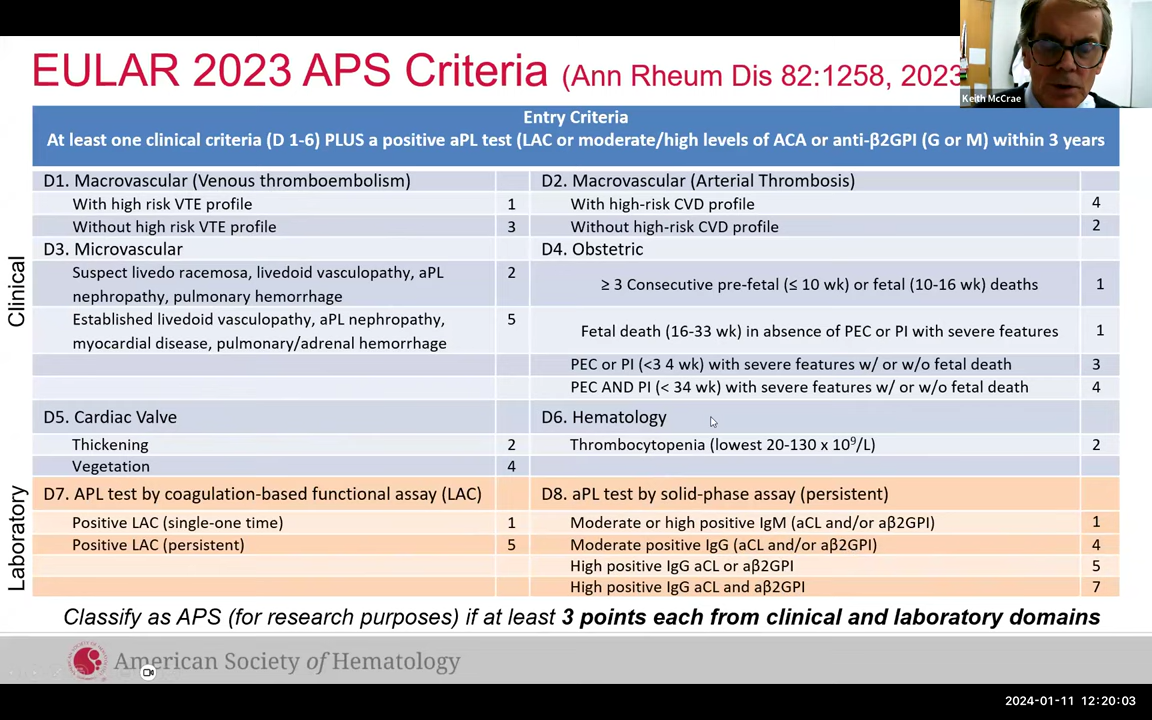 EULAR 2023 APS Criteria (Ann Rheum Dis 82:1258, 2023
Keith McCrae
Entry Criteria
At least one clinical criteria (D 1-6) PLUS a positive aPL test (LAC or moderate/high levels of ACA or anti-β2GPI (G or M) within 3 years
Clinical
D1. Macrovascular (Venous thromboembolism)
With high risk VTE profile 1
Without high risk VTE profile 3
D2. Macrovascular (Arterial Thrombosis)
With high-risk CVD profile 4
Without high-risk CVD profile 2
D3. Microvascular
Suspect livedo racemosa, livedoid vasculopathy, aPL 2
nephropathy, pulmonary hemorrhage
Established livedoid vasculopathy, aPL nephropathy, 5
myocardial disease, pulmonary/adrenal hemorrhage
D4. Obstetric
≥ 3 Consecutive pre-fetal (≤ 10 wk) or fetal (10-16 wk) deaths 1
Fetal death (16-33 wk) in absence of PEC or PI with severe features 1
PEC or PI (<3 4 wk) with severe features w/ or w/o fetal death 3
PEC AND PI (< 34 wk) with severe features w/ or w/o fetal death 4
D5. Cardiac Valve
Thickening 2
Vegetation 4
D6. Hematology
Thrombocytopenia (lowest 20-130 x 10⁹/L) 2
Laboratory
D7. APL test by coagulation-based functional assay (LAC)
Positive LAC (single-one time) 1
Positive LAC (persistent) 5
D8. aPL test by solid-phase assay (persistent)
Moderate or high positive IgM (aCL and/or aβ2GPI) 1
Moderate positive IgG (aCL and/or aβ2GPI) 4
High positive IgG aCL or aβ2GPI 5
High positive IgG aCL and aβ2GPI 7
Classify as APS (for research purposes) if at least 3 points each from clinical and laboratory domains
American Society of Hematology
2024-01-11 12:20:03